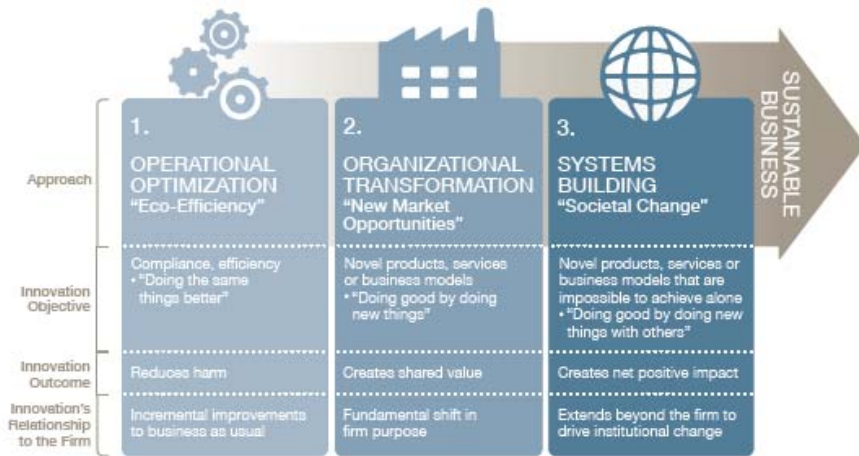 SUSTAINABLE
BUSINESS
Approach
1.
OPERATIONAL
OPTIMIZATION
"Eco-Efficiency"
2.
ORGANIZATIONAL
TRANSFORMATION
"New Market
Opportunities"
3.
SYSTEMS
BUILDING
"Societal Change"
Innovation
Objective
Compliance, efficiency
• "Doing the same
things better"
Novel products, services
or business models
• "Doing good by doing
new things"
Novel products, services or
business models that are
impossible to achieve alone
• "Doing good by doing new
things with others"
Innovation
Outcome
Reduces harm
Creates shared value
Creates net positive impact
Innovation's
Relationship
to the Firm
Incremental improvements
to business as usual
Fundamental shift in
firm purpose
Extends beyond the firm to
drive institutional change